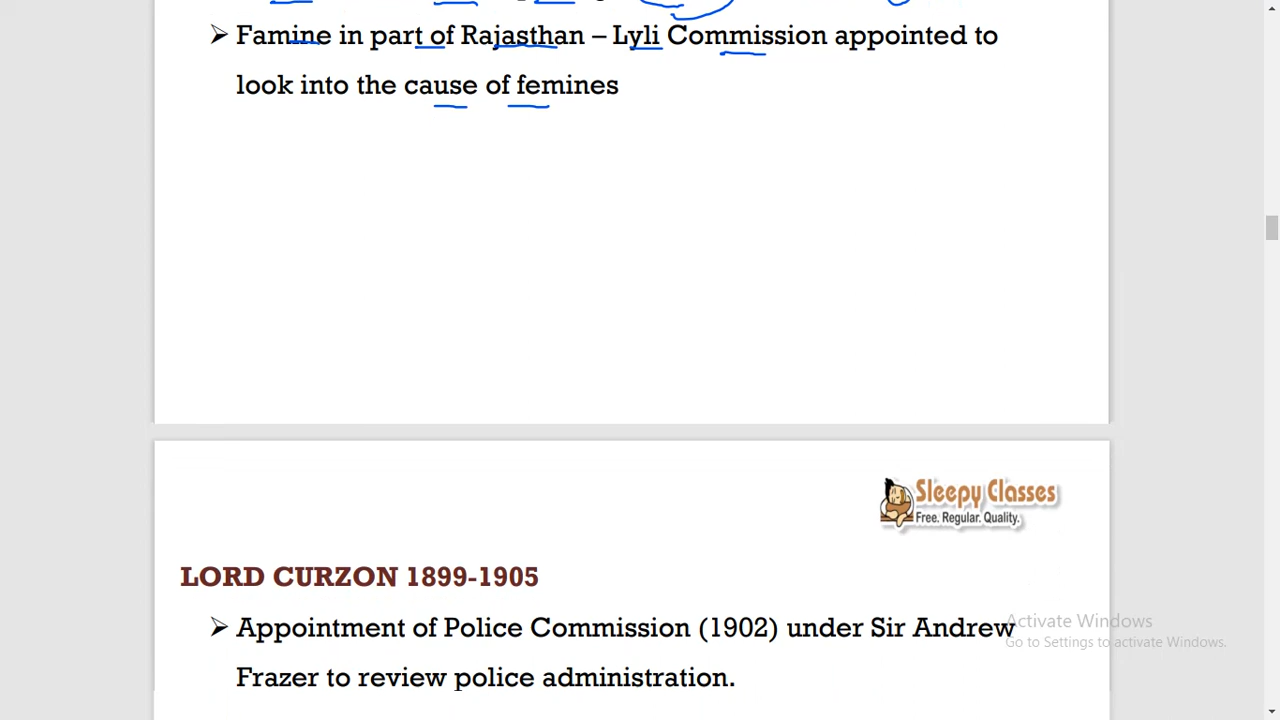 ➢ Famine in part of Rajasthan – Lyli Commission appointed to
look into the cause of femines
Sleepy Classes
Free. Regular. Quality.
LORD CURZON 1899-1905
➢ Appointment of Police Commission (1902) under Sir Andrew
Frazer to review police administration.
Activate Windows
Go to Settings to activate Windows.